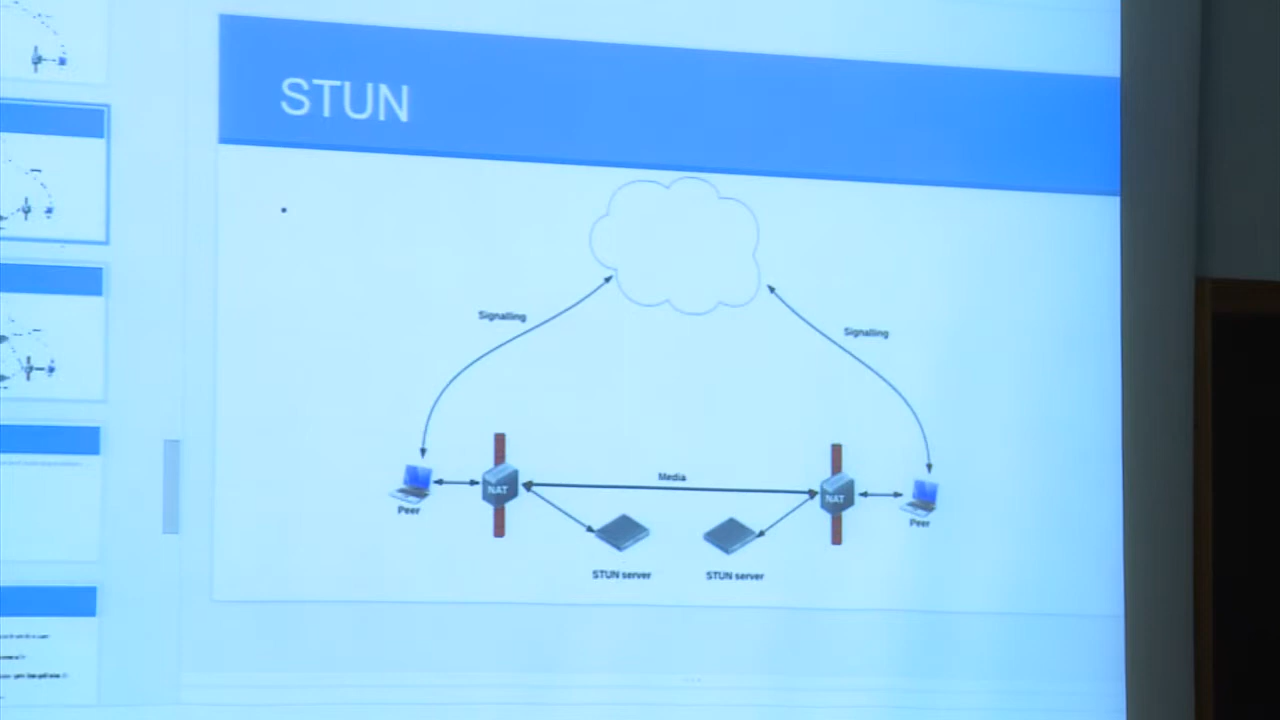 STUN
Signalling
Signalling
Media
NAT
NAT
Peer
Peer
STUN server
STUN server